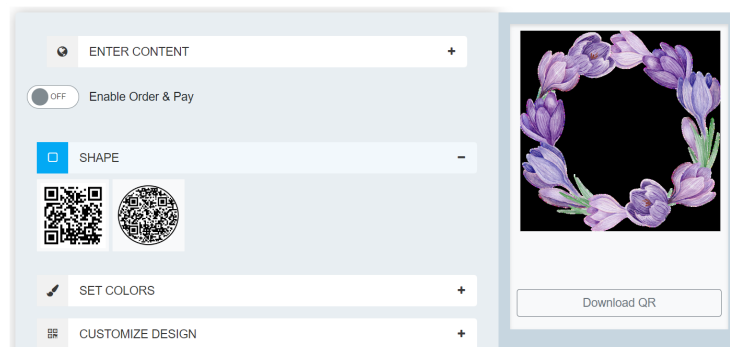 ENTER CONTENT
OFF
Enable Order & Pay
SHAPE
SET COLORS
CUSTOMIZE DESIGN
Download QR